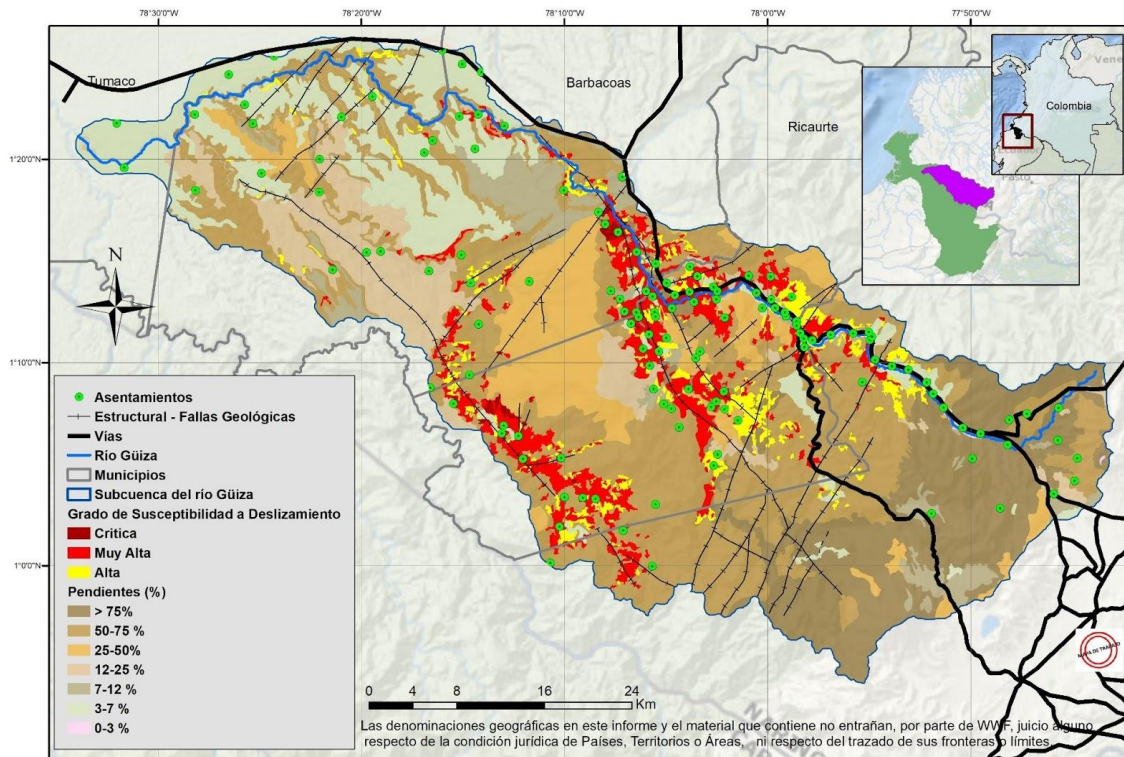 78°30'0"W 78°20'0"W 78°10'0"W 78°0'0"W 77°50'0"W
Tumaco
Barbacoas
Ricaurte
Colombia
Pasto
1°20'0"N
1°10'0"N
1°0'0"N
N
Asentamientos
Estructural - Fallas Geológicas
Vías
Río Güiza
Municipios
Subcuenca del río Güiza
Grado de Susceptibilidad a Deslizamiento
Critica
Muy Alta
Alta
Pendientes (%)
> 75%
50-75 %
25-50%
12-25 %
7-12 %
3-7 %
0-3 %
0 4 8 16 24
Km
Las denominaciones geográficas en este informe y el material que contiene no entrañan, por parte de WWF, juicio alguno
respecto de la condición jurídica de Países, Territorios o Áreas, ni respecto del trazado de sus fronteras o límites.